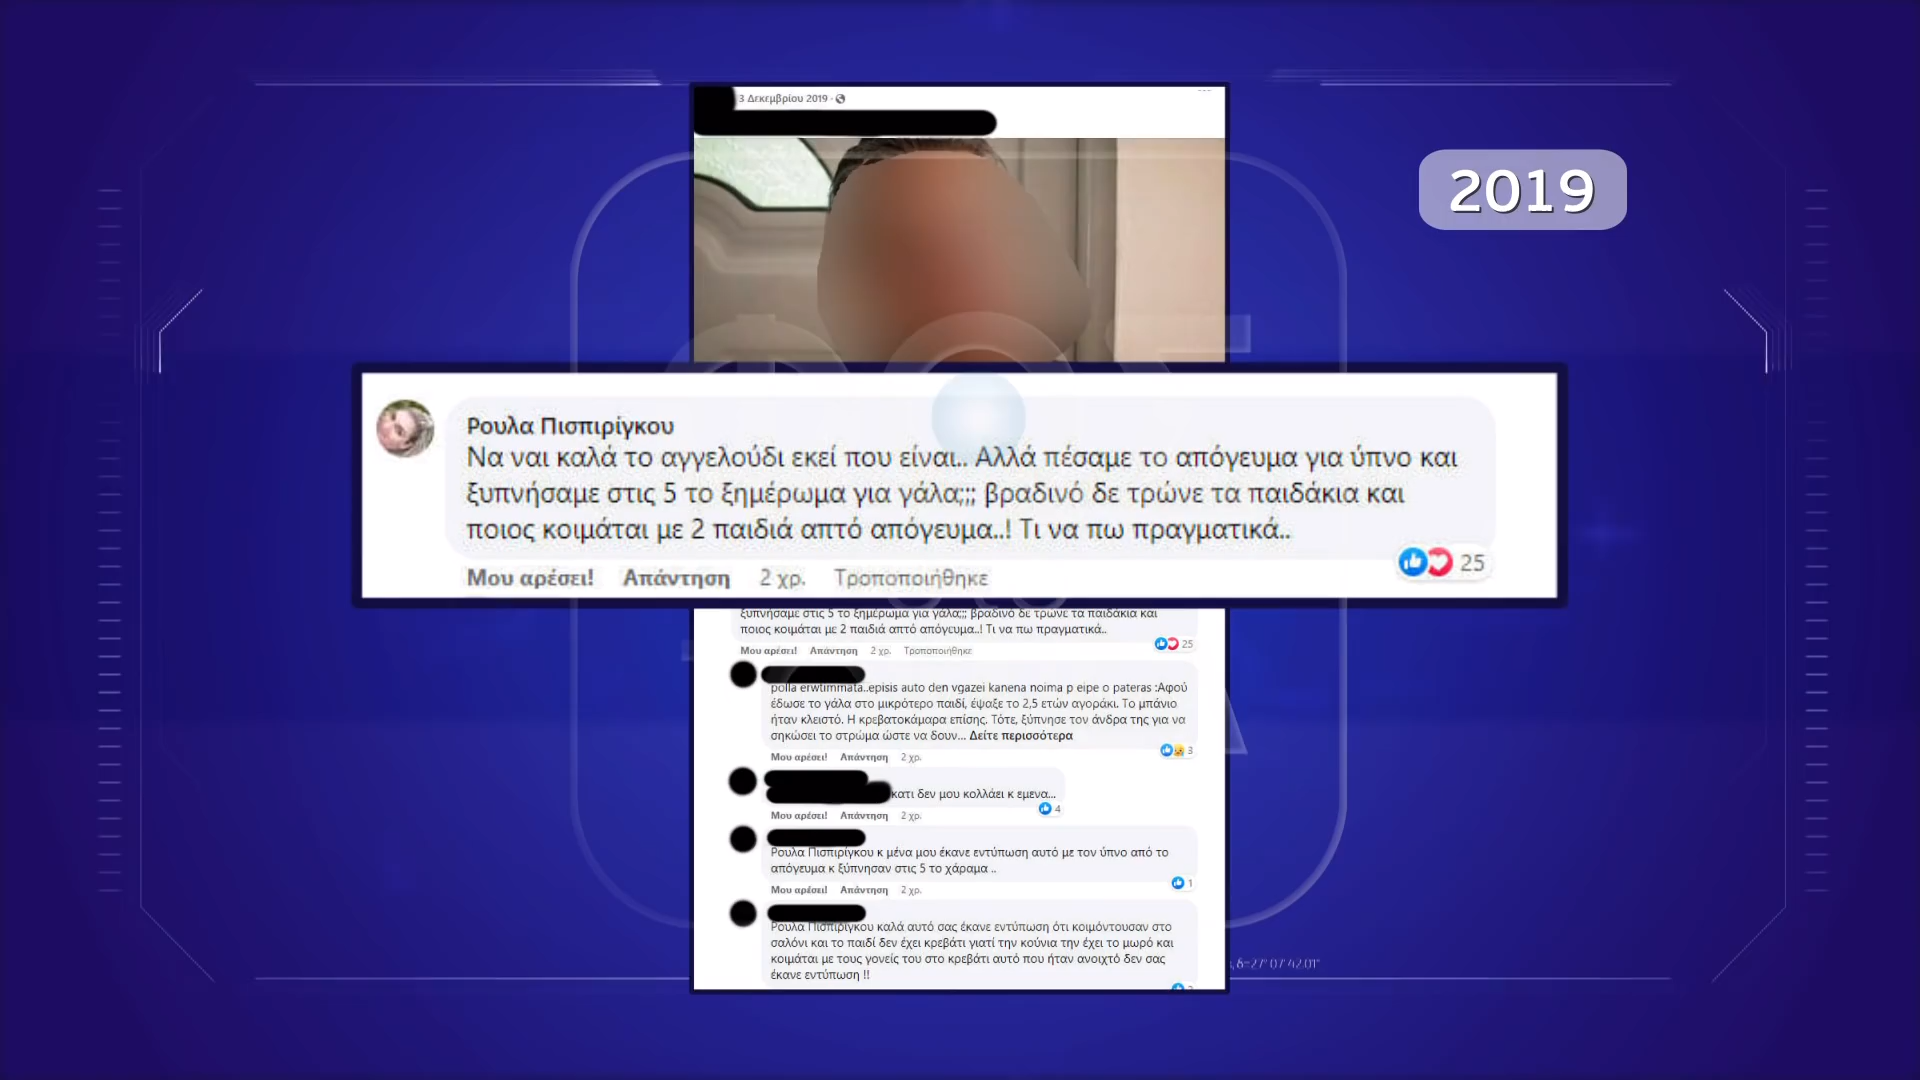 3 Δεκεμβρίου 2019 ·
2019
Ρουλα Πισπιρίγκου
Να ναι καλά το αγγελούδι εκεί που είναι.. Αλλά πέσαμε το απόγευμα για ύπνο και
ξυπνήσαμε στις 5 το ξημέρωμα για γάλα;;; βραδινό δε τρώνε τα παιδάκια και
ποιος κοιμάται με 2 παιδιά απτό απόγευμα..! Τι να πω πραγματικά..
25
Μου αρέσει! Απάντηση 2 χρ. Τροποποιήθηκε
ξυπνήσαμε στις 5 το ξημέρωμα για γάλα;;; βραδινό δε τρώνε τα παιδάκια και
ποιος κοιμάται με 2 παιδιά απτό απόγευμα..! Τι να πω πραγματικά..
25
Μου αρέσει! Απάντηση 2 χρ. Τροποποιήθηκε
polla erwtimmata..episis auto den vgazei kanena noima p eipe o pateras :Αφού
έδωσε το γάλα στο μικρότερο παιδί, έψαξε το 2,5 ετών αγοράκι. Το μπάνιο
ήταν κλειστό. Η κρεβατοκάμαρα επίσης. Τότε, ξύπνησε τον άνδρα της για να
σηκώσει το στρώμα ώστε να δουν... Δείτε περισσότερα
3
Μου αρέσει! Απάντηση 2 χρ.
κατι δεν μου κολλάει κ εμενα...
4
Μου αρέσει! Απάντηση 2 χρ.
Ρουλα Πισπιρίγκου κ μένα μου έκανε εντύπωση αυτό με τον ύπνο από το
απόγευμα κ ξύπνησαν στις 5 το χάραμα ..
1
Μου αρέσει! Απάντηση 2 χρ.
Ρουλα Πισπιρίγκου καλά αυτό σας έκανε εντύπωση ότι κοιμόντουσαν στο
σαλόνι και το παιδί δεν έχει κρεβάτι γιατί την κούνια την έχει το μωρό και
κοιμάται με τους γονείς του στο κρεβάτι αυτό που ήταν ανοιχτό δεν σας
έκανε εντύπωση !!
δ=27° 07' 42.01"